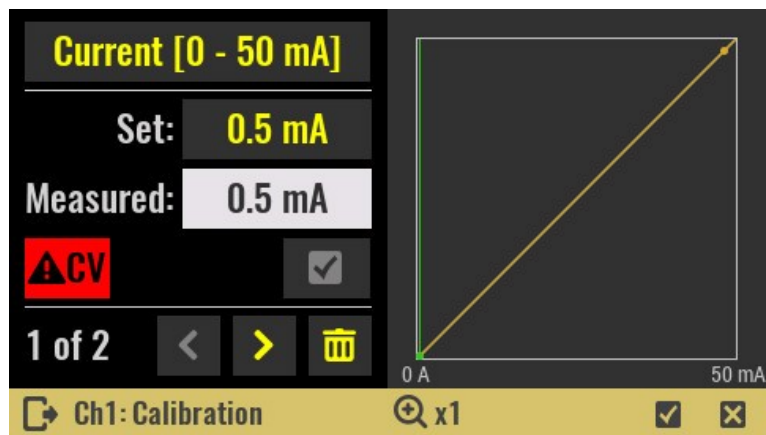 Current [0 - 50 mA]
Set: 0.5 mA
Measured: 0.5 mA
CV
1 of 2
0 A 50 mA
Ch1: Calibration x1